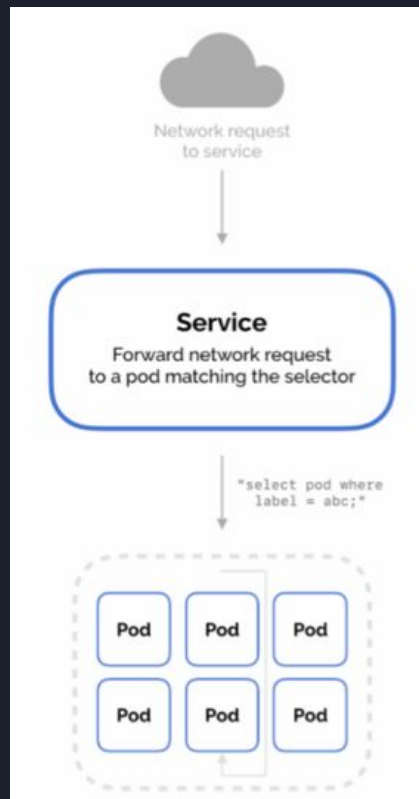 Network request
to service
Service
Forward network request
to a pod matching the selector
"select pod where
label = abc;"
Pod Pod Pod
Pod Pod Pod